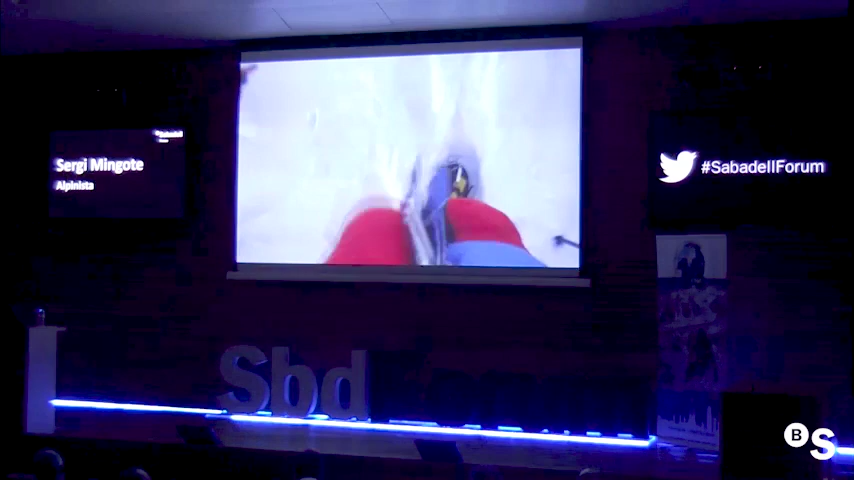 Sergi Mingote
Alpinista
#SabadellForum
Sbd
BS